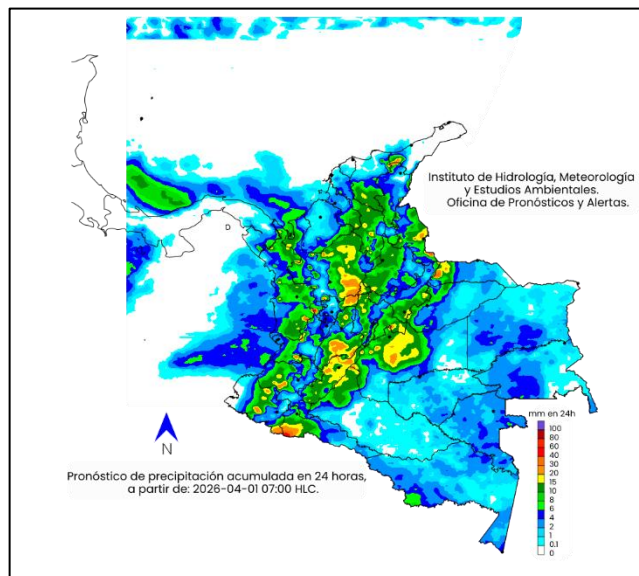 Instituto de Hidrología, Meteorología
y Estudios Ambientales.
Oficina de Pronósticos y Alertas.
mm en 24h
100
80
60
40
30
20
15
10
8
6
4
2
1
0.1
0
N
Pronóstico de precipitación acumulada en 24 horas,
a partir de: 2026-04-01 07:00 HLC.